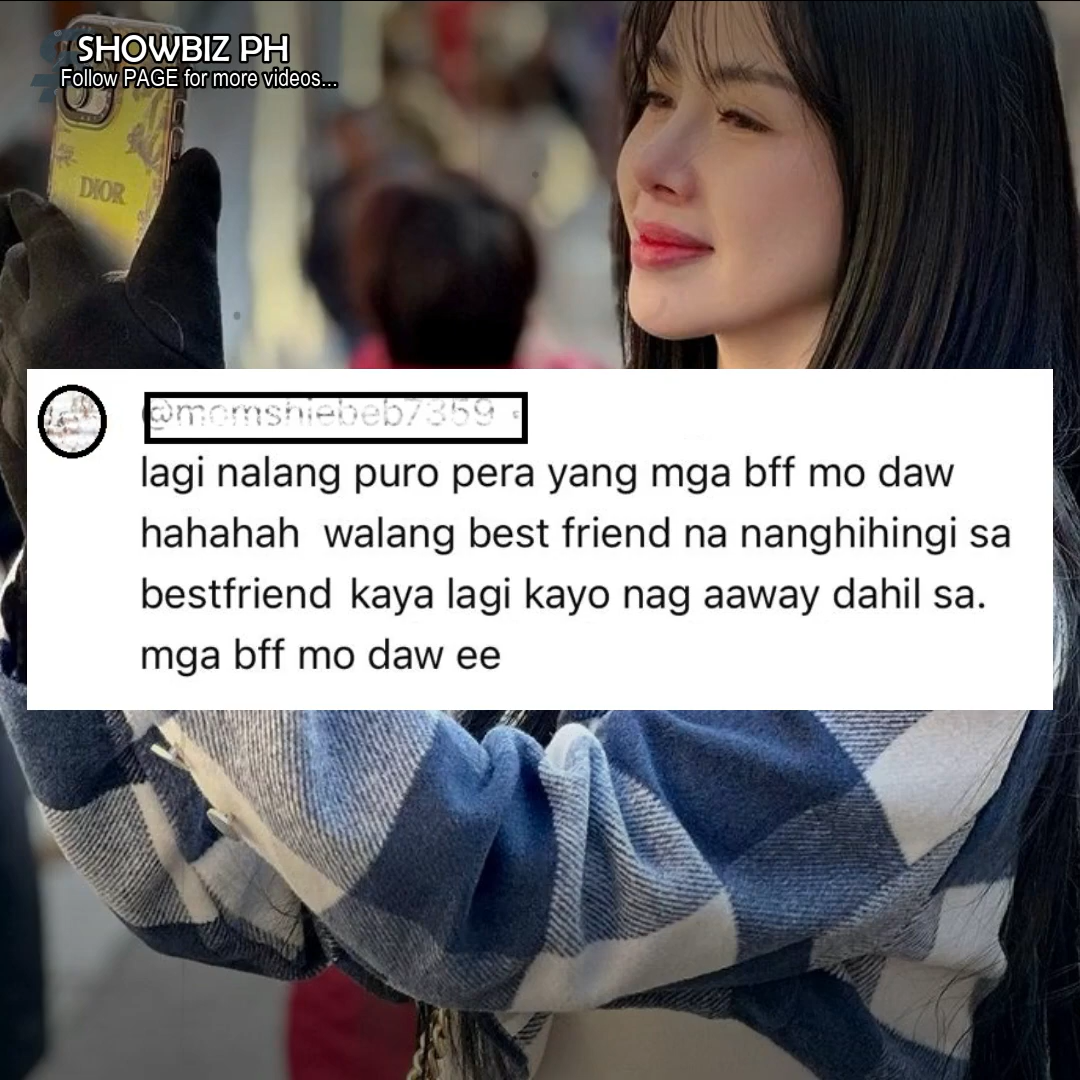 SHOWBIZ PH
Follow PAGE for more videos...
DIOR
@momshiebeb7359
lagi nalang puro pera yang mga bff mo daw
hahahah walang best friend na nanghihingi sa
bestfriend kaya lagi kayo nag aaway dahil sa.
mga bff mo daw ee